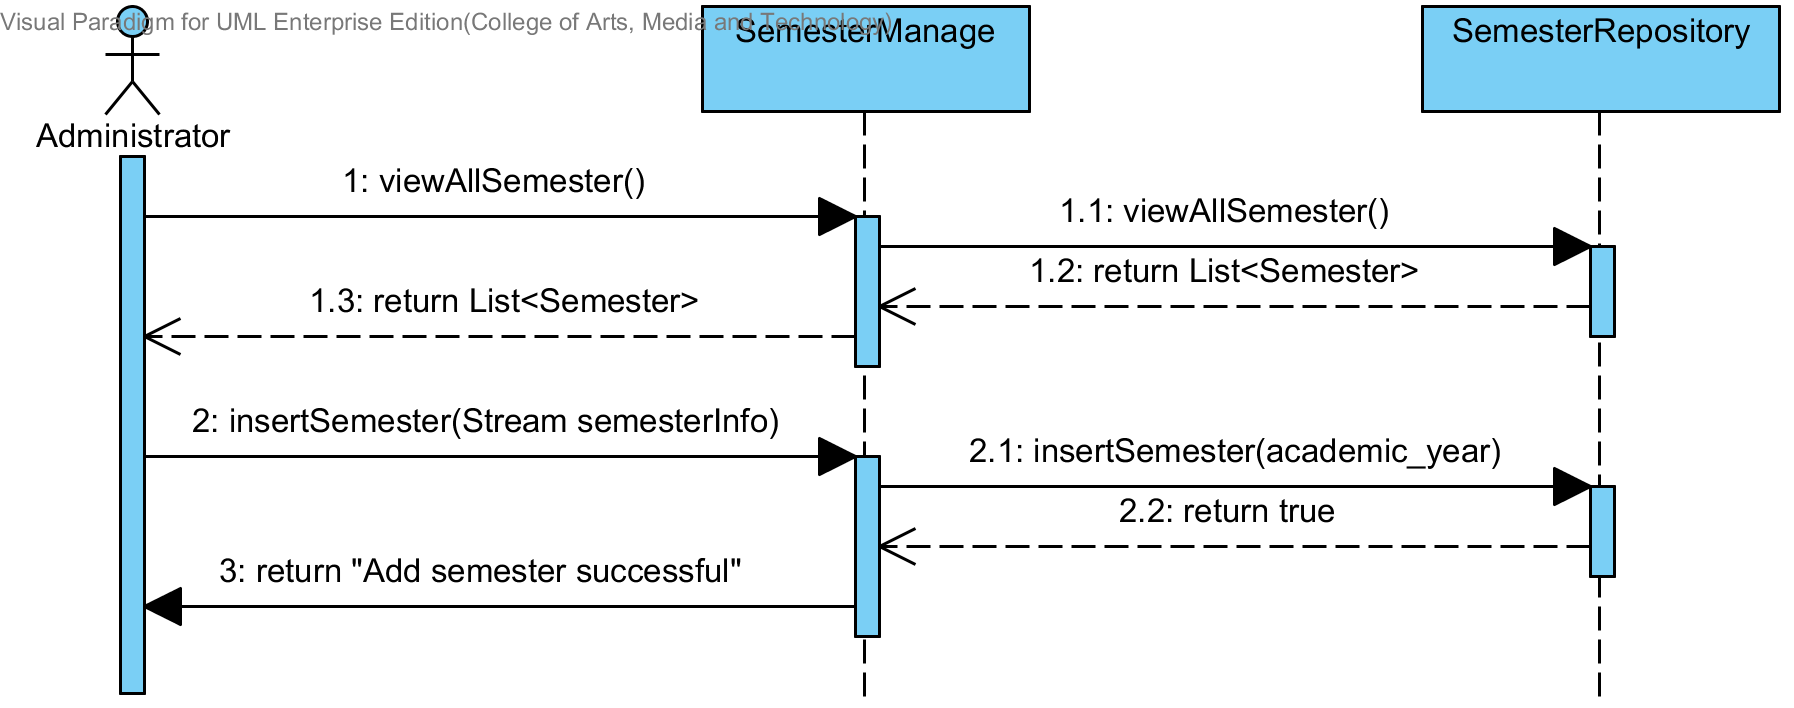 Visual Paradigm for UML Enterprise Edition(College of Arts, Media and Technology)
SemesterManage
SemesterRepository
Administrator
1: viewAllSemester()
1.1: viewAllSemester()
1.2: return List<Semester>
1.3: return List<Semester>
2: insertSemester(Stream semesterInfo)
2.1: insertSemester(academic_year)
2.2: return true
3: return "Add semester successful"